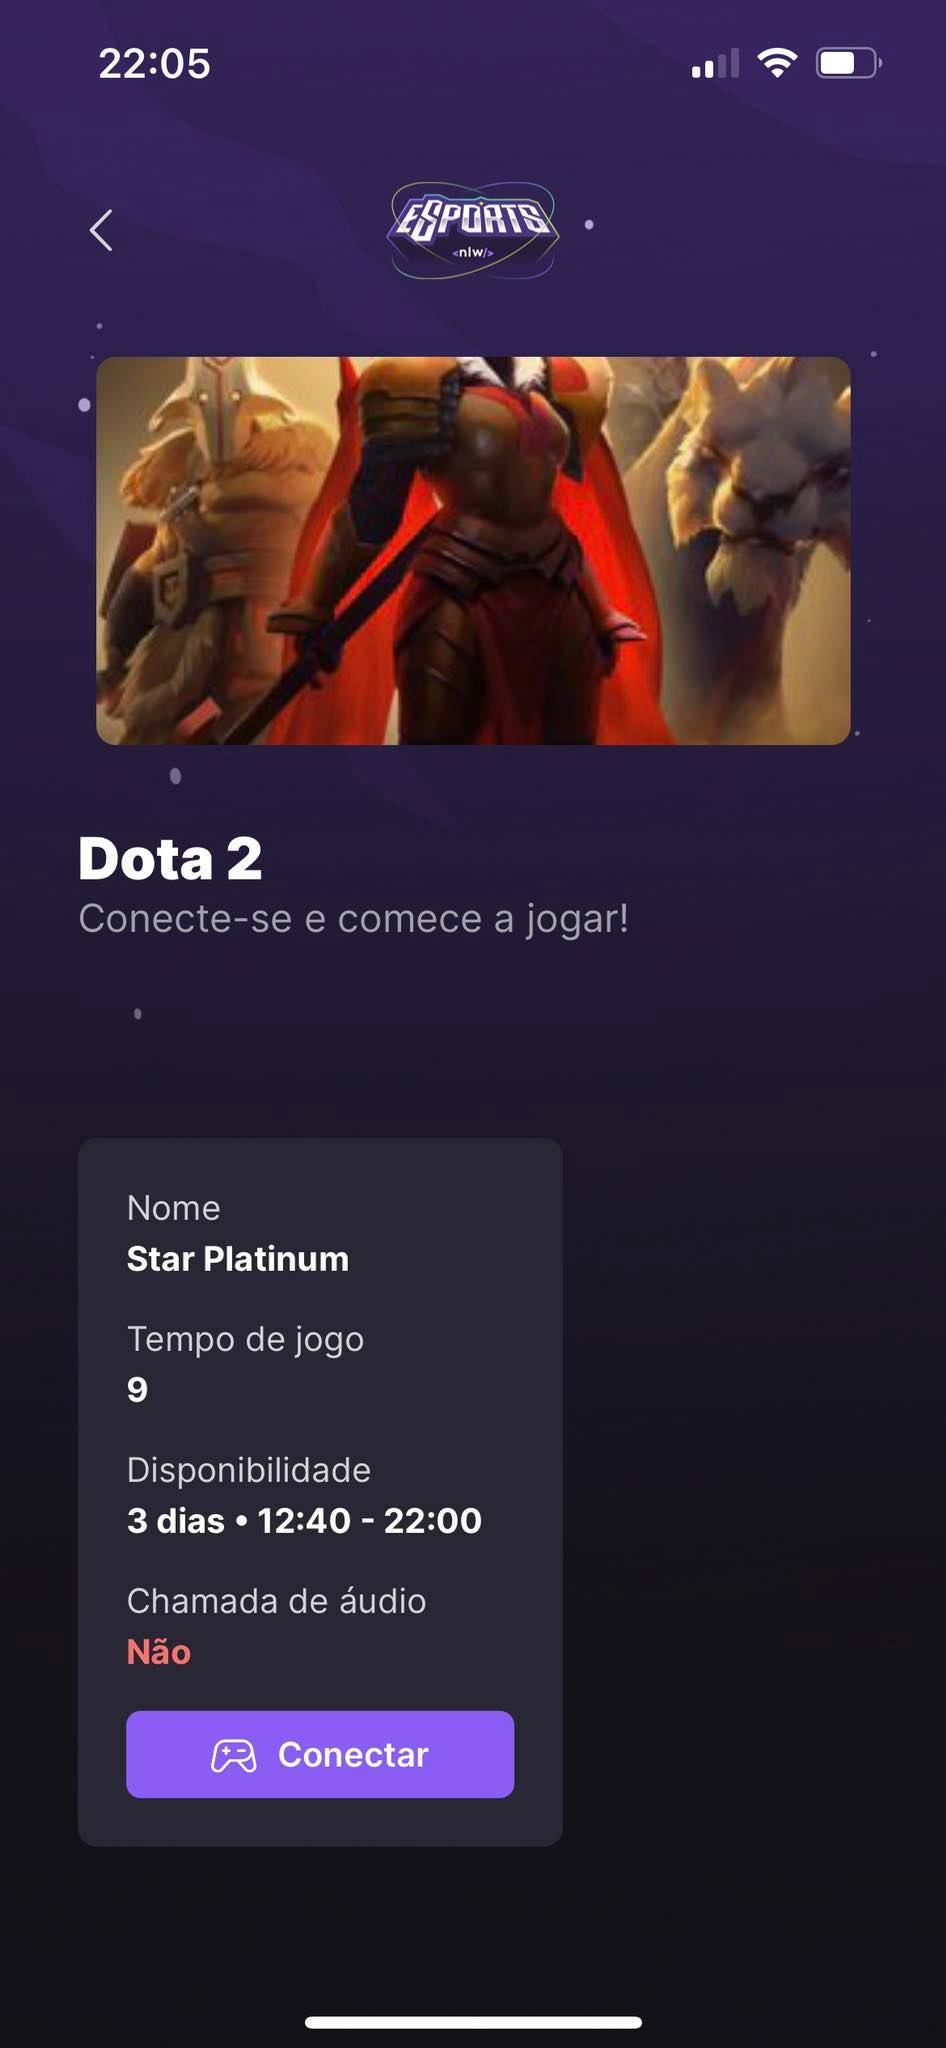 22:05
ESPORTS
<nlw/>
Dota 2
Conecte-se e comece a jogar!
Nome
Star Platinum
Tempo de jogo
9
Disponibilidade
3 dias • 12:40 - 22:00
Chamada de áudio
Não
Conectar